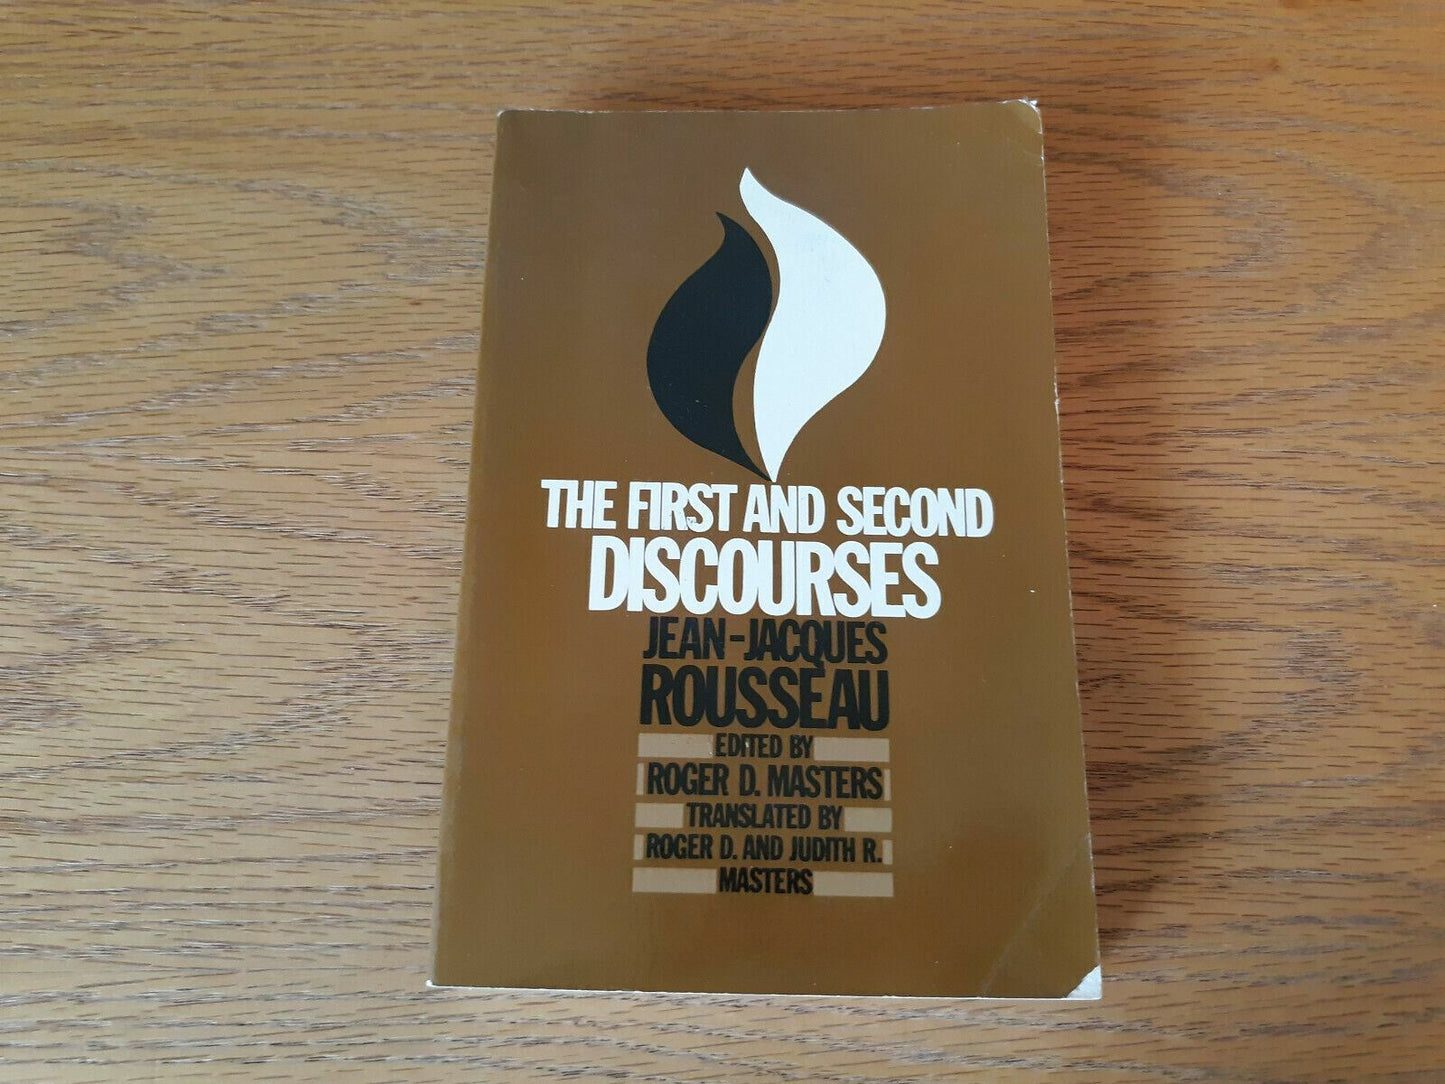 THE FIRST AND SECOND
DISCOURSES
JEAN-JACQUES
ROUSSEAU
EDITED BY
ROGER D. MASTERS
TRANSLATED BY
ROGER D. AND JUDITH R.
MASTERS